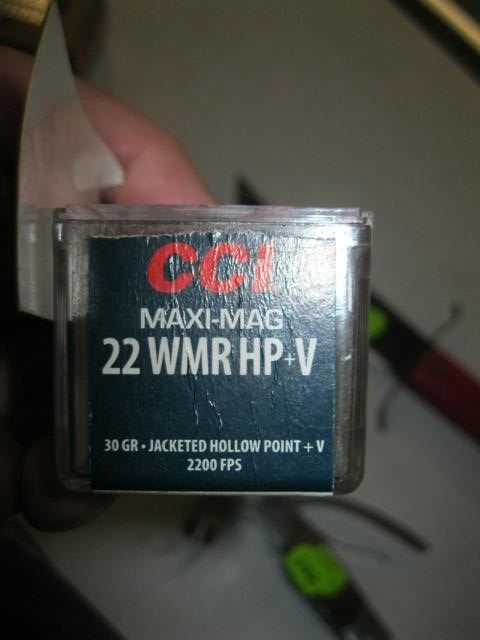 CCI
MAXI-MAG
22 WMR HP+V
30 GR • JACKETED HOLLOW POINT + V
2200 FPS